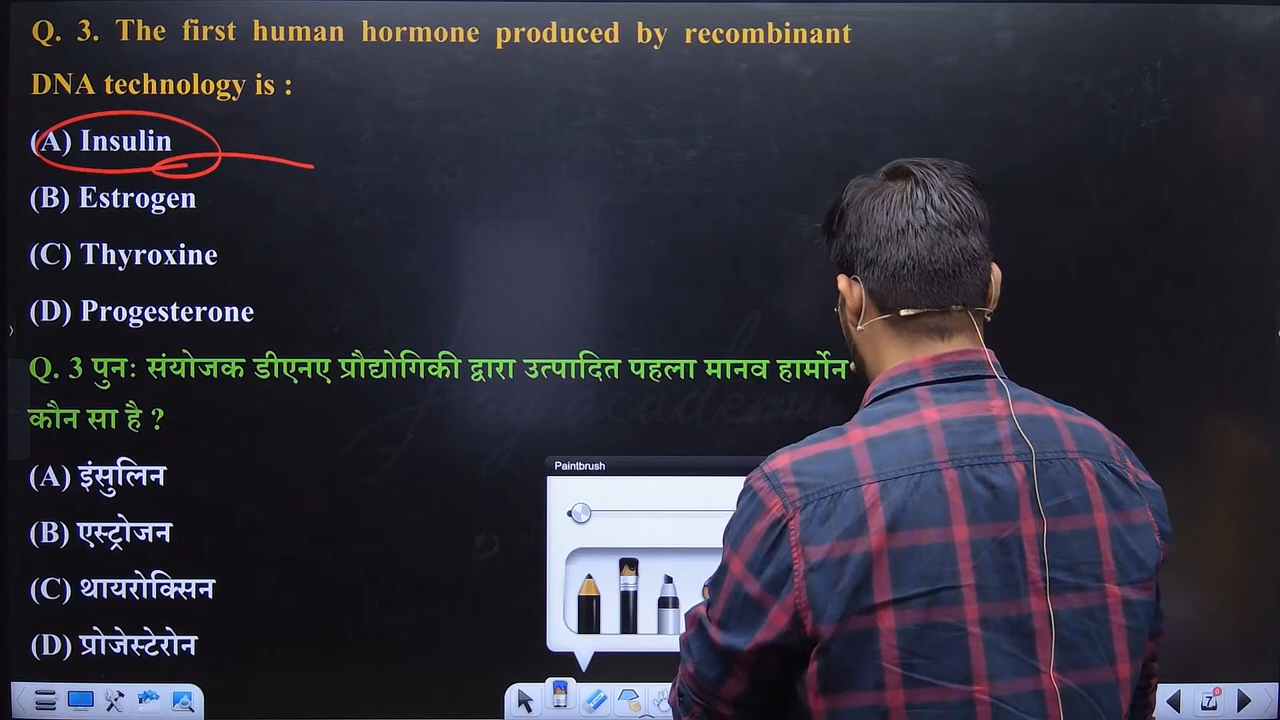 Q. 3. The first human hormone produced by recombinant
DNA technology is :
(A) Insulin
(B) Estrogen
(C) Thyroxine
(D) Progesterone
Q. 3 पुनः संयोजक डीएनए प्रौद्योगिकी द्वारा उत्पादित पहला मानव हार्मोन
कौन सा है ?
(A) इंसुलिन
(B) एस्ट्रोजन
(C) थायरोक्सिन
(D) प्रोजेस्टेरोन
Paintbrush